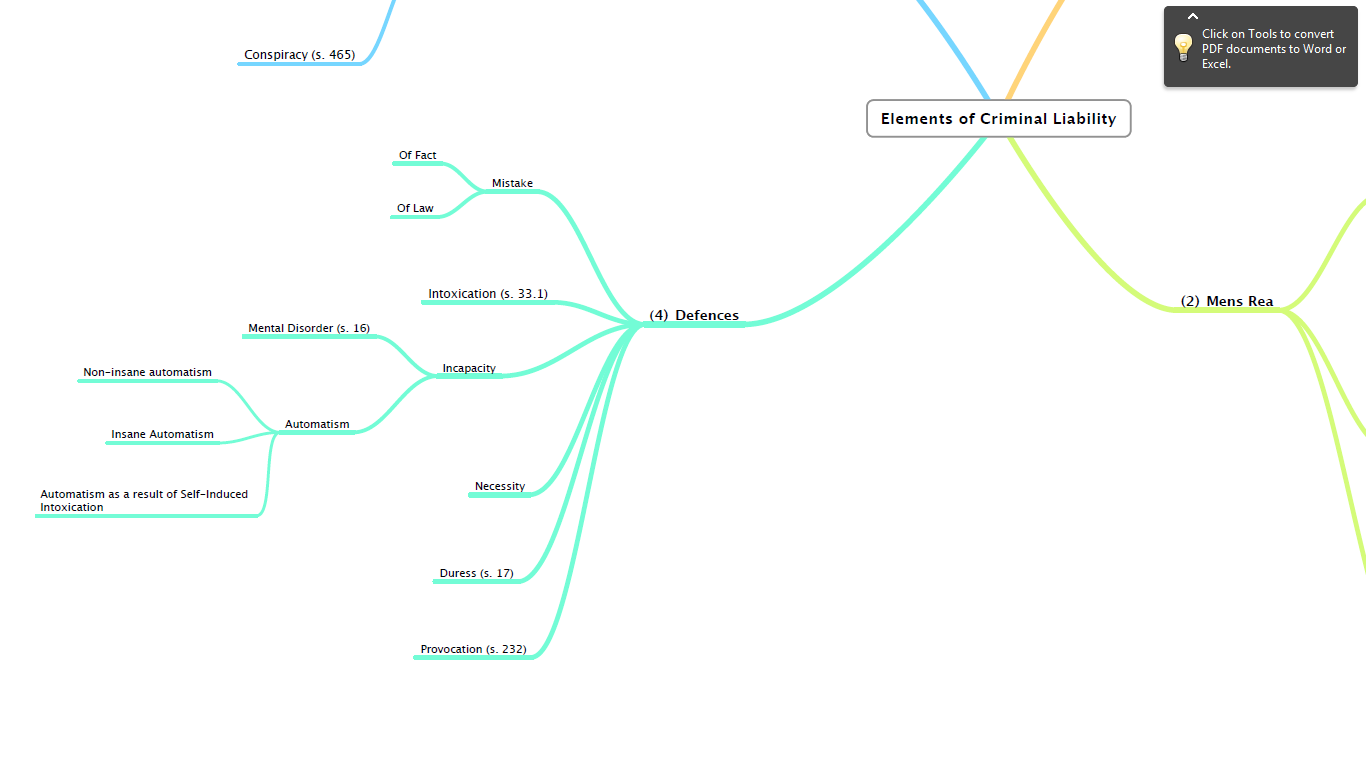 Conspiracy (s. 465)
Click on Tools to convert
PDF documents to Word or
Excel.
Elements of Criminal Liability
Of Fact
Mistake
Of Law
Intoxication (s. 33.1)
(4) Defences
(2) Mens Rea
Mental Disorder (s. 16)
Incapacity
Non-insane automatism
Automatism
Insane Automatism
Automatism as a result of Self-Induced
Intoxication
Necessity
Duress (s. 17)
Provocation (s. 232)